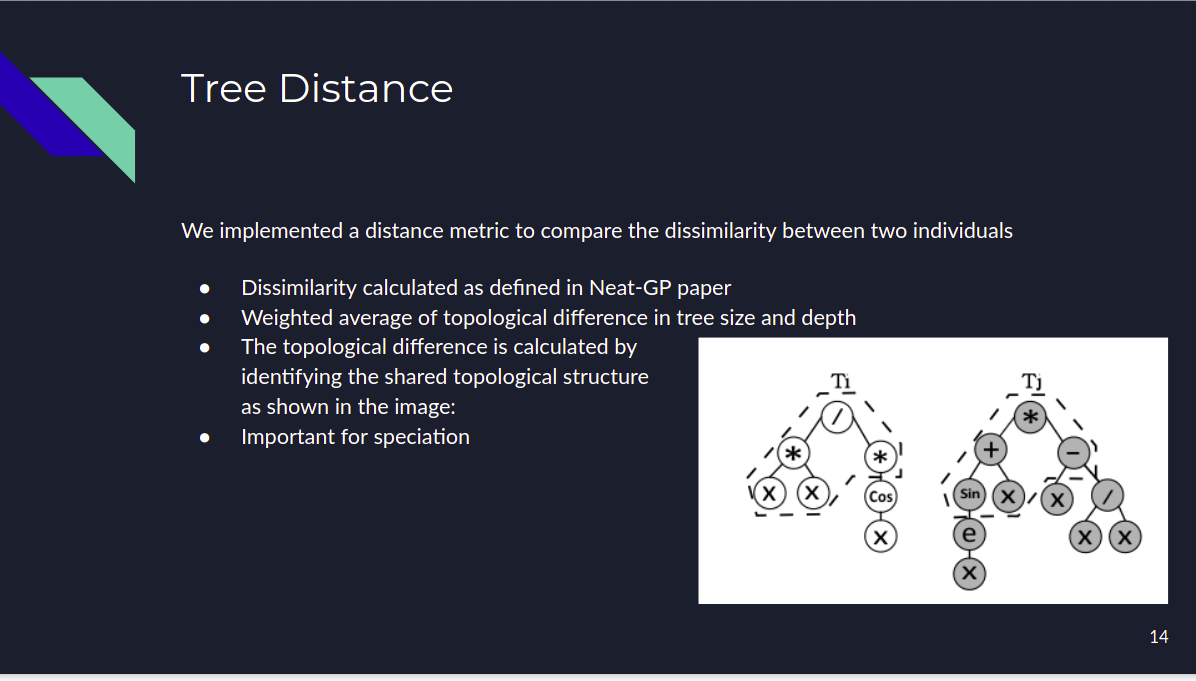 Tree Distance
We implemented a distance metric to compare the dissimilarity between two individuals
● Dissimilarity calculated as defined in Neat-GP paper
● Weighted average of topological difference in tree size and depth
● The topological difference is calculated by
identifying the shared topological structure
as shown in the image:
● Important for speciation
Ti Tj
/ *
* * + −
X X Cos Sin X X /
X e X X
X
14